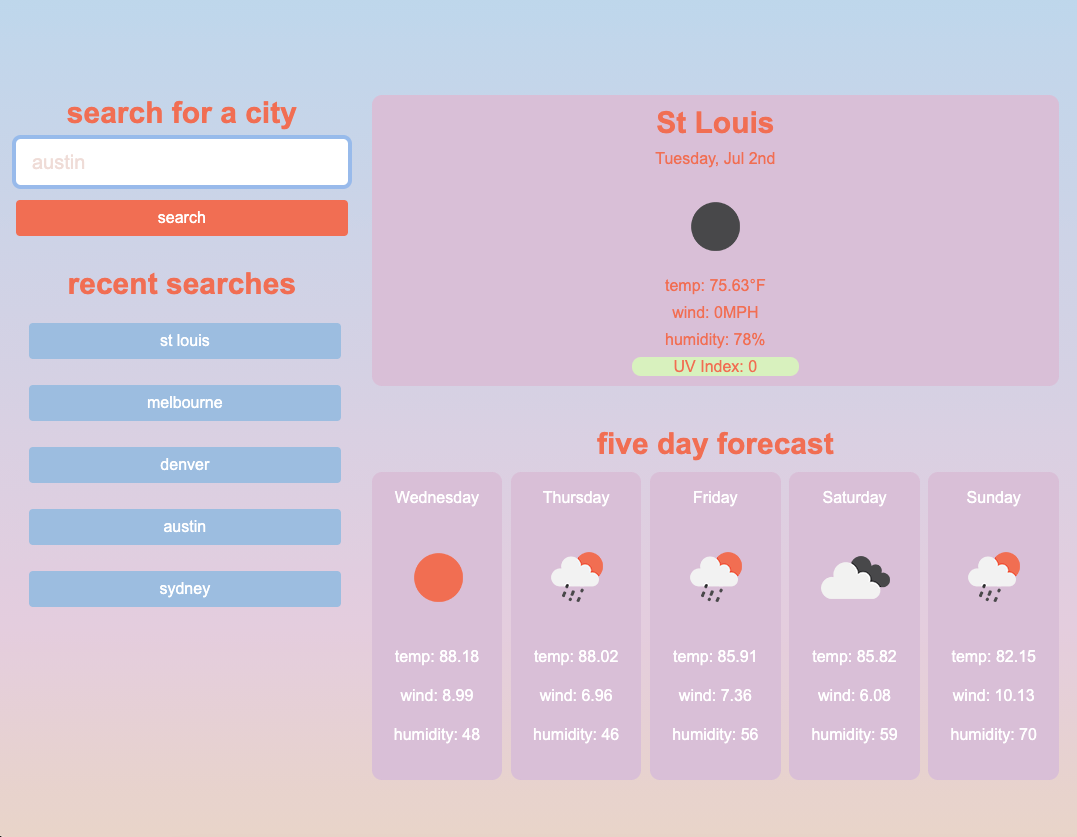 search for a city
austin
search
recent searches
st louis
melbourne
denver
austin
sydney
St Louis
Tuesday, Jul 2nd
temp: 75.63°F
wind: 0MPH
humidity: 78%
UV Index: 0
five day forecast
Wednesday
temp: 88.18
wind: 8.99
humidity: 48
Thursday
temp: 88.02
wind: 6.96
humidity: 46
Friday
temp: 85.91
wind: 7.36
humidity: 56
Saturday
temp: 85.82
wind: 6.08
humidity: 59
Sunday
temp: 82.15
wind: 10.13
humidity: 70